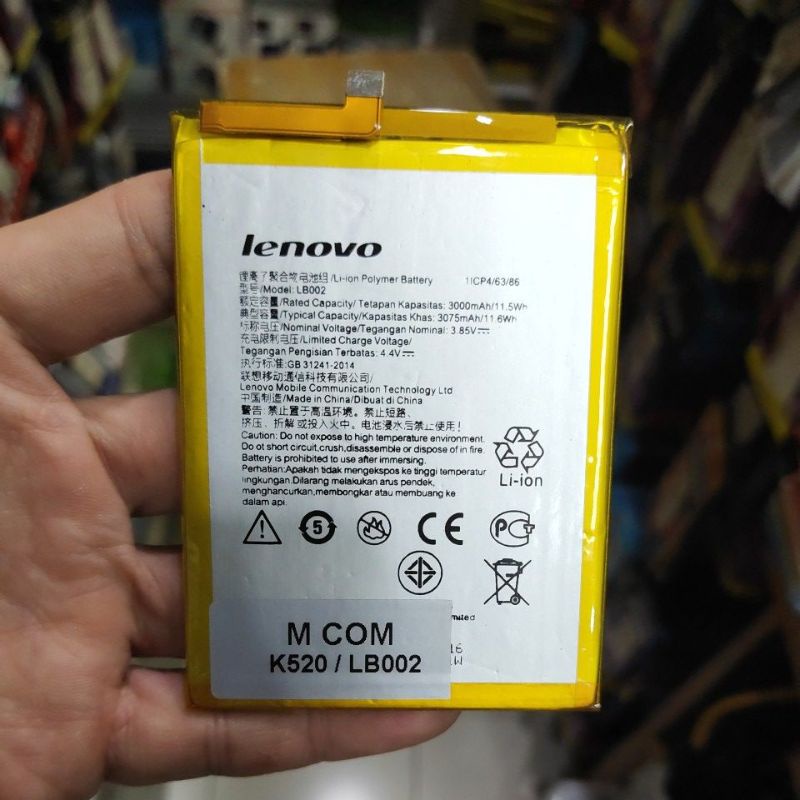 lenovo
锂离子聚合物电池组/Li-ion Polymer Battery 1ICP4/63/86
型号/Model: LB002
额定容量/Rated Capacity/ Tetapan Kapasitas: 3000mAh/11.5Wh
典型容量/Typical Capacity/Kapasitas Khas: 3075mAh/11.6Wh
标称电压/Nominal Voltage/Tegangan Nominal: 3.85V⎓
充电限制电压/Limited Charge Voltage/
Tegangan Pengisian Terbatas: 4.4V⎓
执行标准:GB 31241-2014
联想移动通信科技有限公司/
Lenovo Mobile Communication Technology Ltd
中国制造/Made in China/Dibuat di China
警告: 禁止置于高温环境。禁止短路、
挤压、拆解或投入火中。电池浸水后禁止使用!
Caution: Do not expose to high temperature environment.
Do ot short circuit,crush,disassemble or dispose of in fire.
Battery is prohibited to use after immersing.
Perhatian:Apakah tidak mengekspos ke tinggi temperatur
lingkungan.Dilarang melakukan arus pendek,
menghancurkan,membongkar atau membuang ke
dalam api.
Li-ion
5
CE
M COM
K520 / LB002